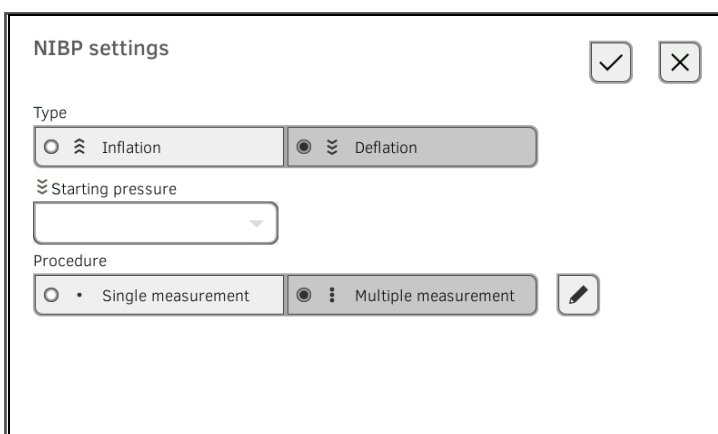 NIBP settings
Type
Inflation
Deflation
Starting pressure
Procedure
Single measurement
Multiple measurement